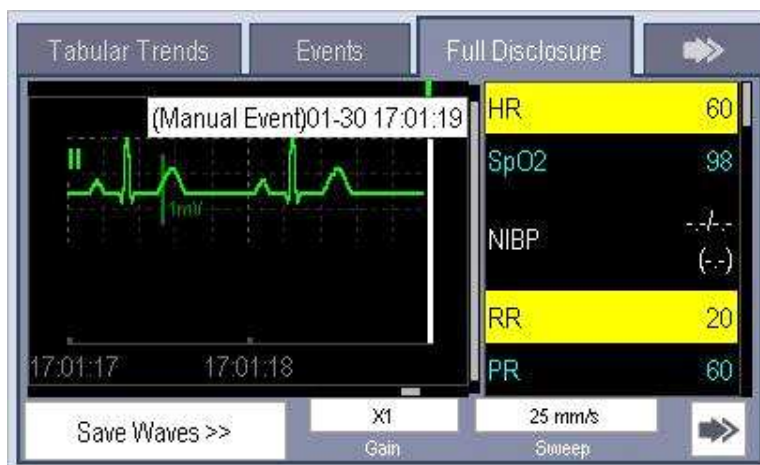 Tabular Trends Events Full Disclosure
(Manual Event)01-30 17:01:19
II
1mV
17:01:17 17:01:18
HR 60
SpO2 98
NIBP -.-/-.-
(-.-)
RR 20
PR 60
Save Waves >>
X1
Gain
25 mm/s
Sweep